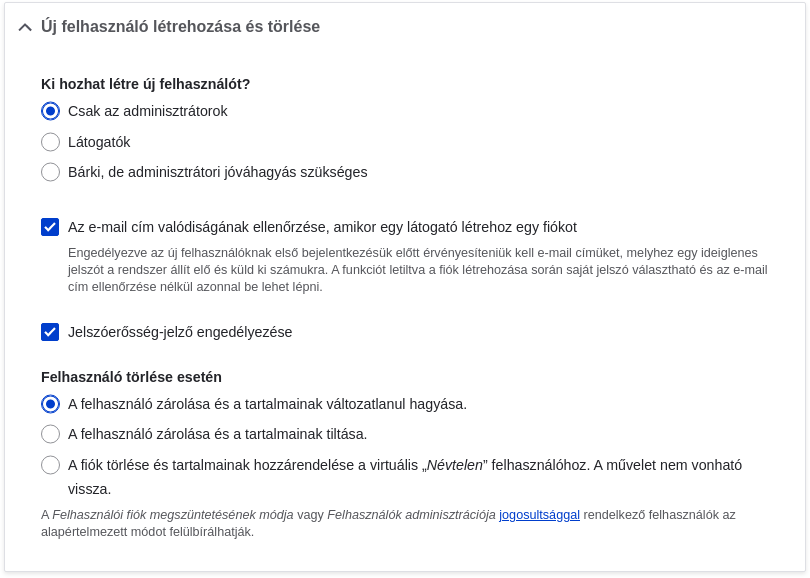 Új felhasználó létrehozása és törlése
Ki hozhat létre új felhasználót?
Csak az adminisztrátorok
Látogatók
Bárki, de adminisztrátori jóváhagyás szükséges
Az e-mail cím valódiságának ellenőrzése, amikor egy látogató létrehoz egy fiókot
Engedélyezve az új felhasználóknak első bejelentkezésük előtt érvényesíteniük kell e-mail címüket, melyhez egy ideiglenes
jelszót a rendszer állít elő és küld ki számukra. A funkciót letiltva a fiók létrehozása során saját jelszó választható és az e-mail
cím ellenőrzése nélkül azonnal be lehet lépni.
Jelszóerősség-jelző engedélyezése
Felhasználó törlése esetén
A felhasználó zárolása és a tartalmainak változatlanul hagyása.
A felhasználó zárolása és a tartalmainak tiltása.
A fiók törlése és tartalmainak hozzárendelése a virtuális „Névtelen” felhasználóhoz. A művelet nem vonható
vissza.
A Felhasználói fiók megszüntetésének módja vagy Felhasználók adminisztrációja jogosultsággal rendelkező felhasználók az
alapértelmezett módot felülbírálhatják.